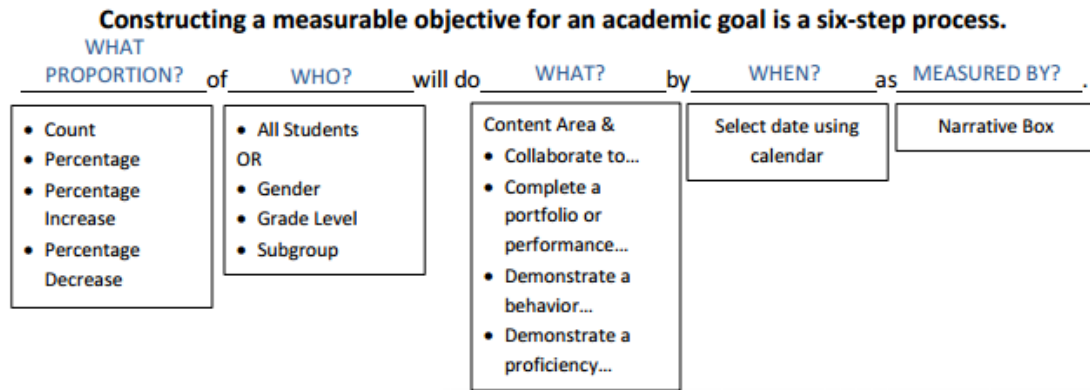 Constructing a measurable objective for an academic goal is a six-step process.
WHAT
PROPORTION? of WHO? will do WHAT? by WHEN? as MEASURED BY? .
• Count
• Percentage
• Percentage
Increase
• Percentage
Decrease
• All Students
OR
• Gender
• Grade Level
• Subgroup
Content Area &
• Collaborate to...
• Complete a
portfolio or
performance...
• Demonstrate a
behavior...
• Demonstrate a
proficiency...
Select date using
calendar
Narrative Box